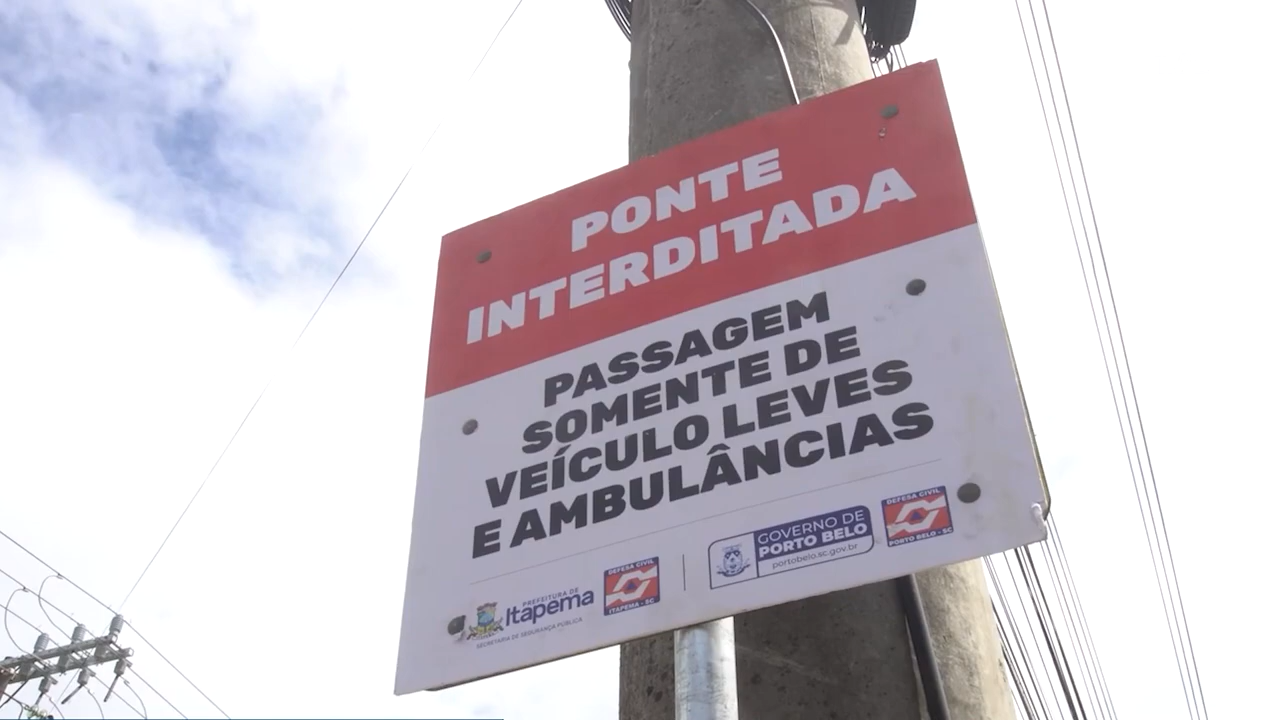 PONTE
INTERDITADA
PASSAGEM
SOMENTE DE
VEÍCULO LEVES
E AMBULÂNCIAS
PREFEITURA DE
Itapema
SECRETARIA DE SEGURANÇA PÚBLICA
DEFESA CIVIL
ITAPEMA - SC
GOVERNO DE
PORTO BELO
portobelo.sc.gov.br
DEFESA CIVIL
PORTO BELO - SC